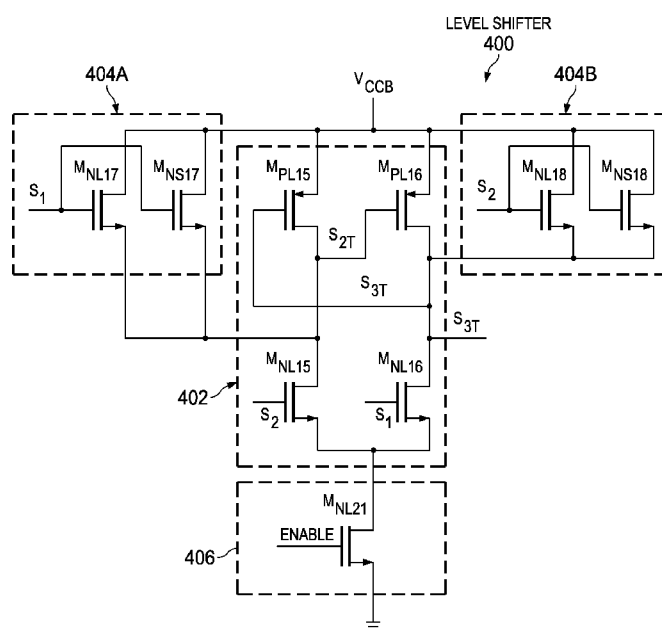 LEVEL SHIFTER
400
404A
V_CCB
404B
M_NL17
M_NS17
M_PL15
M_PL16
M_NL18
M_NS18
S_1
S_2
S_2T
S_3T
S_3T
M_NL15
M_NL16
402
S_2
S_1
M_NL21
ENABLE
406